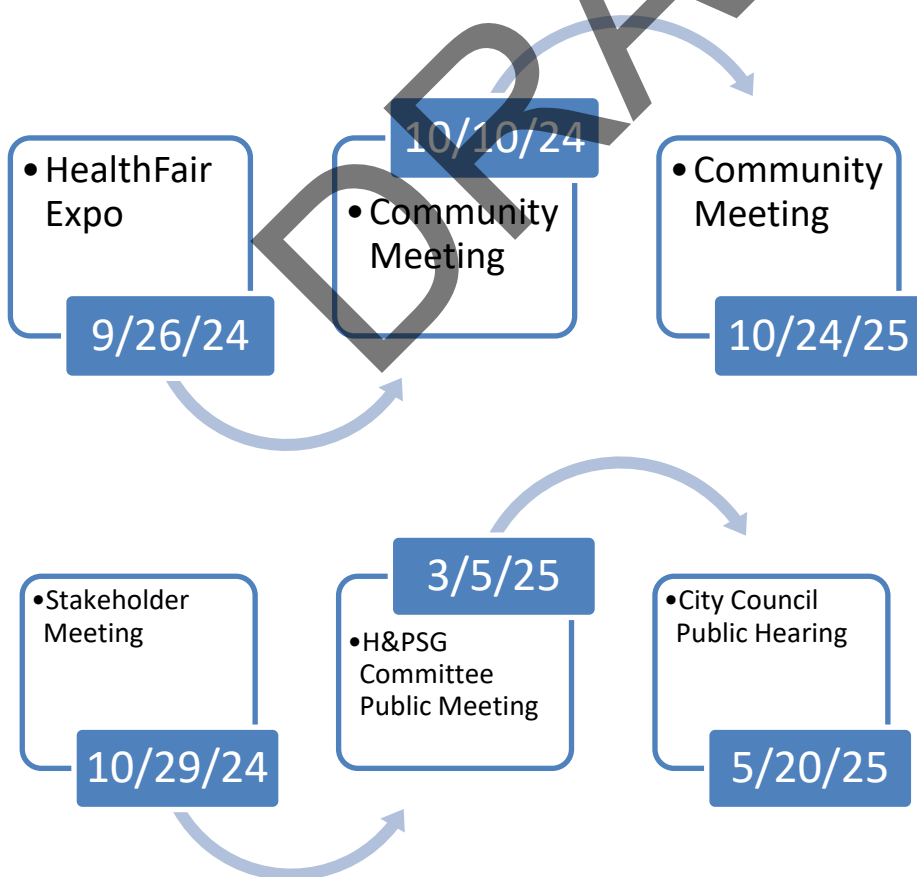 • HealthFair
Expo
9/26/24
10/10/24
• Community
Meeting
• Community
Meeting
10/24/25
•Stakeholder
Meeting
10/29/24
3/5/25
•H&PSG
Committee
Public Meeting
•City Council
Public Hearing
5/20/25
DRA